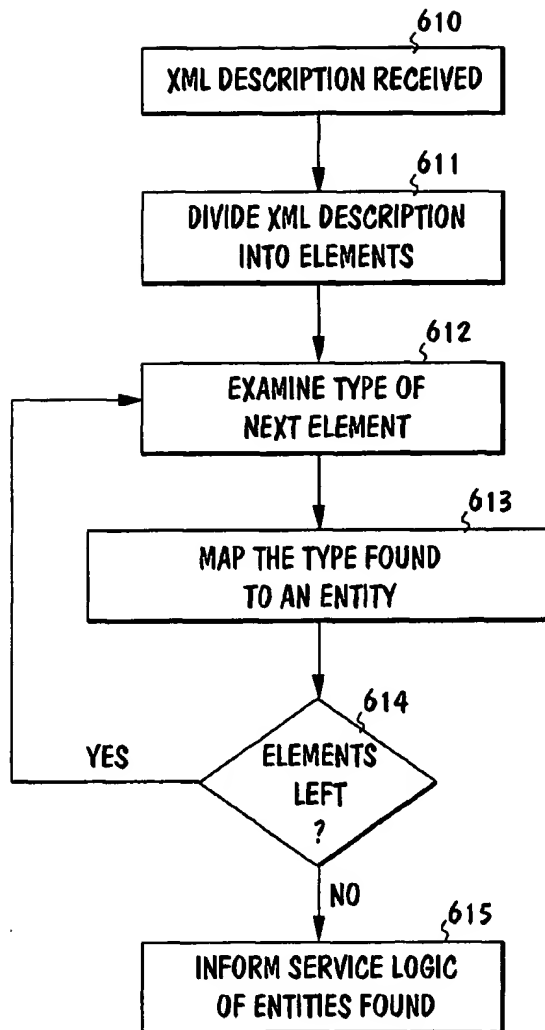 610
XML DESCRIPTION RECEIVED
611
DIVIDE XML DESCRIPTION
INTO ELEMENTS
612
EXAMINE TYPE OF
NEXT ELEMENT
613
MAP THE TYPE FOUND
TO AN ENTITY
614
YES
ELEMENTS
LEFT
?
NO
615
INFORM SERVICE LOGIC
OF ENTITIES FOUND